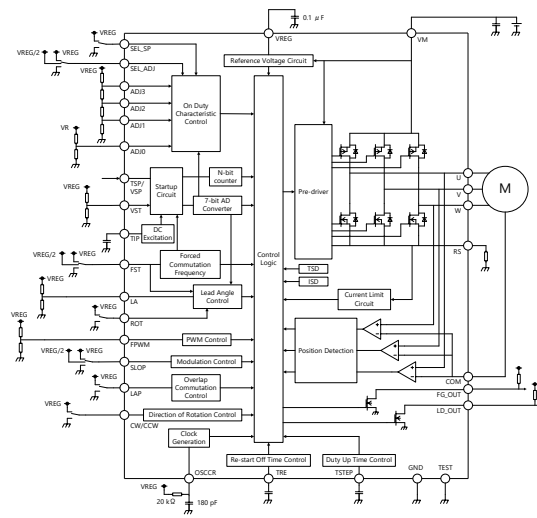 VREG
SEL_SP
VREG/2
VREG
SEL_ADJ
VREG
ADJ3
ADJ2
ADJ1
VR
ADJ0
0.1 μF
VREG
VM
Reference Voltage Circuit
On Duty
Characteristic
Control
N-bit
counter
7-bit AD
Converter
TSP/
VSP
Startup
Circuit
VREG
VST
DC
Excitation
TIP
Pre-driver
U
V
W
M
RS
VREG/2
VREG
FST
Forced
Commutation
Frequency
Control
Logic
TSD
ISD
VREG
LA
Lead Angle
Control
Current Limit
Circuit
VREG
ROT
VREG
FPWM
PWM Control
VREG/2
VREG
SLOP
Modulation Control
Position Detection
LAP
Overlap
Commutation
Control
COM
FG_OUT
LD_OUT
VREG
CW/CCW
Direction of Rotation Control
Clock
Generation
Re-start Off Time Control
Duty Up Time Control
OSCCR
TRE
TSTEP
GND
TEST
VREG
20 kΩ
180 pF